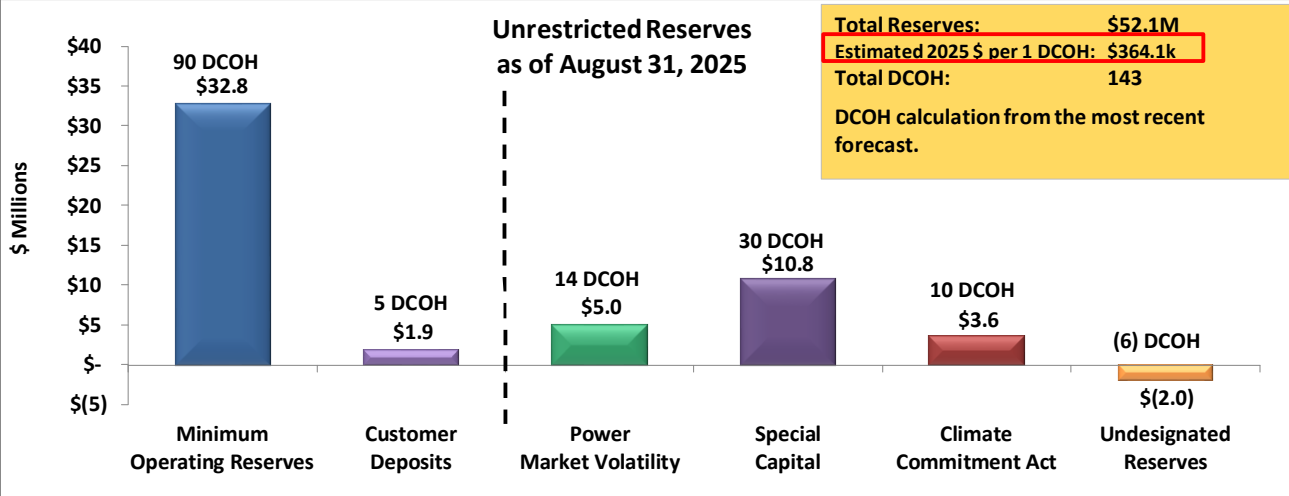 Unrestricted Reserves
as of August 31, 2025
Total Reserves: $52.1M
Estimated 2025 $ per 1 DCOH: $364.1k
Total DCOH: 143
DCOH calculation from the most recent
forecast.
$ Millions
$40
$35
$30
$25
$20
$15
$10
$5
$-
$(5)
90 DCOH
$32.8
5 DCOH
$1.9
14 DCOH
$5.0
30 DCOH
$10.8
10 DCOH
$3.6
(6) DCOH
$(2.0)
Minimum
Operating Reserves
Customer
Deposits
Power
Market Volatility
Special
Capital
Climate
Commitment Act
Undesignated
Reserves